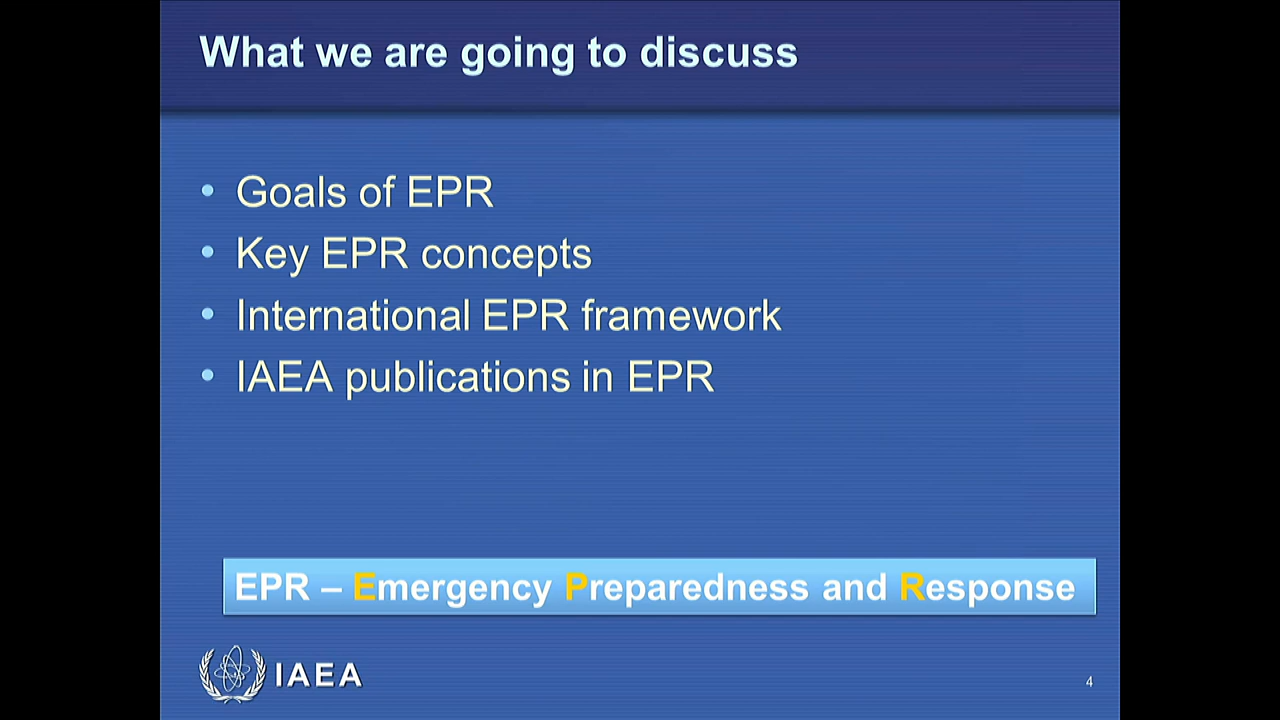 What we are going to discuss
• Goals of EPR
• Key EPR concepts
• International EPR framework
• IAEA publications in EPR
EPR – Emergency Preparedness and Response
IAEA
4